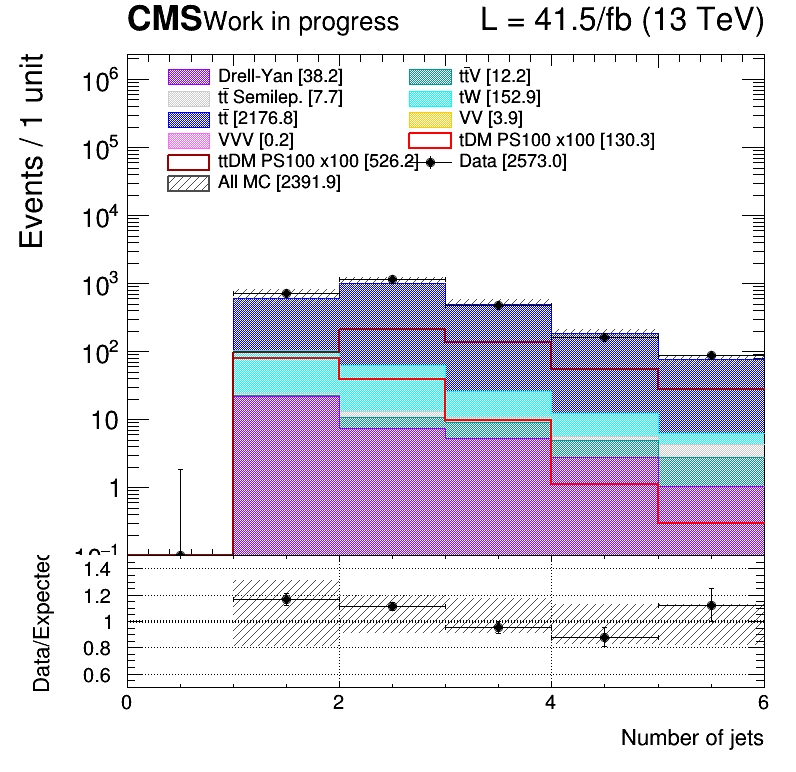 CMS Work in progress L = 41.5/fb (13 TeV)
Events / 1 unit
10⁶
10⁵
10⁴
10³
10²
10
1
10⁻¹
Drell-Yan [38.2] tt̄V [12.2]
tt̄ Semilep. [7.7] tW [152.9]
tt̄ [2176.8] VV [3.9]
VVV [0.2] tDM PS100 x100 [130.3]
ttDM PS100 x100 [526.2] Data [2573.0]
All MC [2391.9]
Data/Expected
1.4
1.2
1
0.8
0.6
0 2 4 6
Number of jets